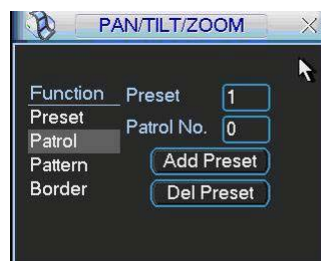 PAN/TILT/ZOOM
Function
Preset
Patrol
Pattern
Border
Preset 1
Patrol No. 0
Add Preset
Del Preset